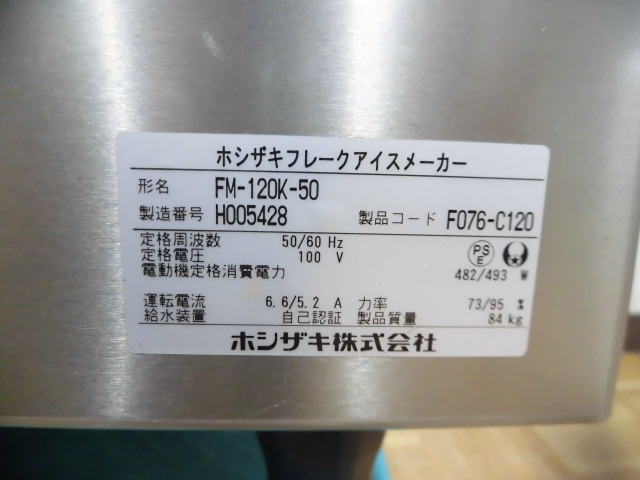 ホシザキフレークアイスメーカー
形名 FM-120K-50
製造番号 H005428 製品コード F076-C120
定格周波数 50/60 Hz
定格電圧 100 V
PS E
電動機定格消費電力 482/493 W
運転電流 6.6/5.2 A 力率 73/95 %
給水装置 自己認証 製品質量 84 kg
ホシザキ株式会社